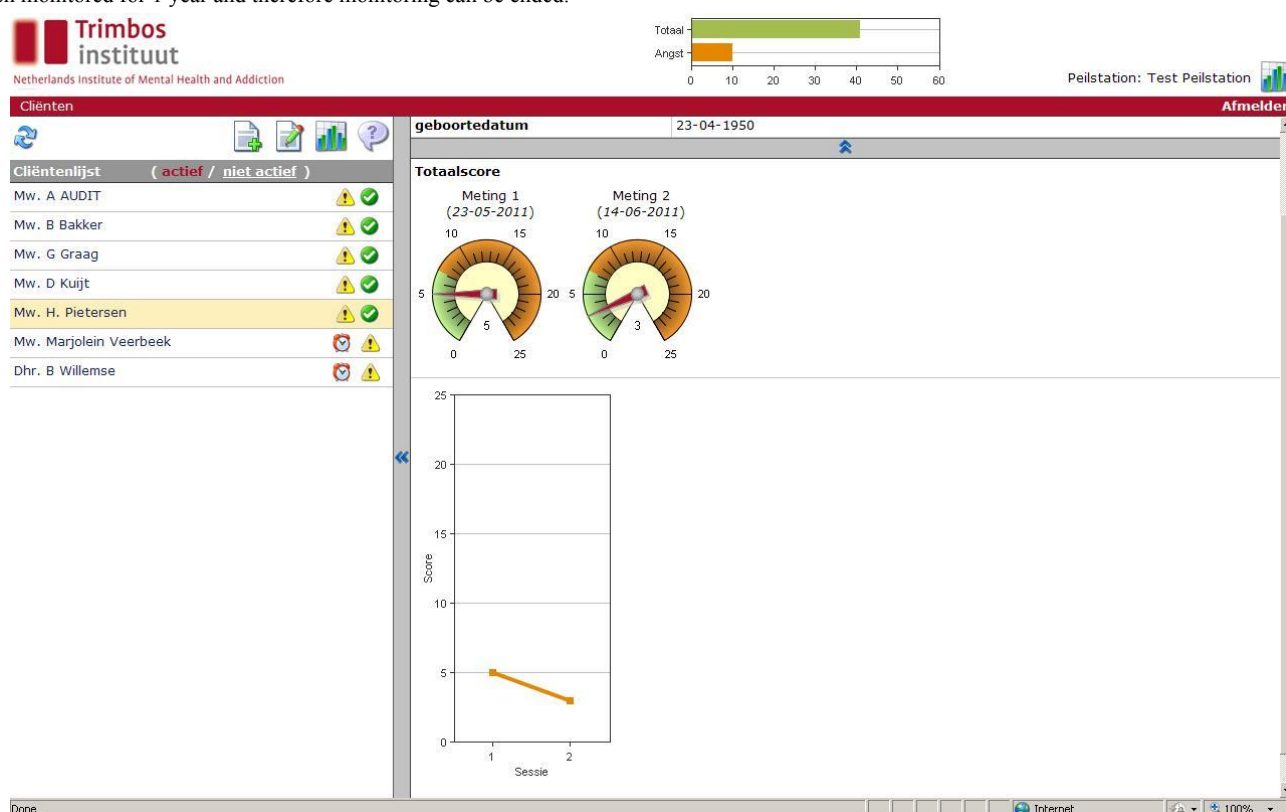 monitored for 1 year and therefore monitoring can be ended.
Trimbos
instituut
Netherlands Institute of Mental Health and Addiction
Totaal
Angst
0 10 20 30 40 50 60
Peilstation: Test Peilstation
Cliënten
Afmelden
geboortedatum 23-04-1950
Cliëntenlijst ( actief / niet actief )
Mw. A AUDIT
Mw. B Bakker
Mw. G Graag
Mw. D Kuijt
Mw. H. Pietersen
Mw. Marjolein Veerbeek
Dhr. B Willemse
Totaalscore
Meting 1
(23-05-2011)
10 15
5 20
5
0 25
Meting 2
(14-06-2011)
10 15
5 20
3
0 25
25
20
15
10
5
0
Score
1 2
Sessie
Done
Internet
100%